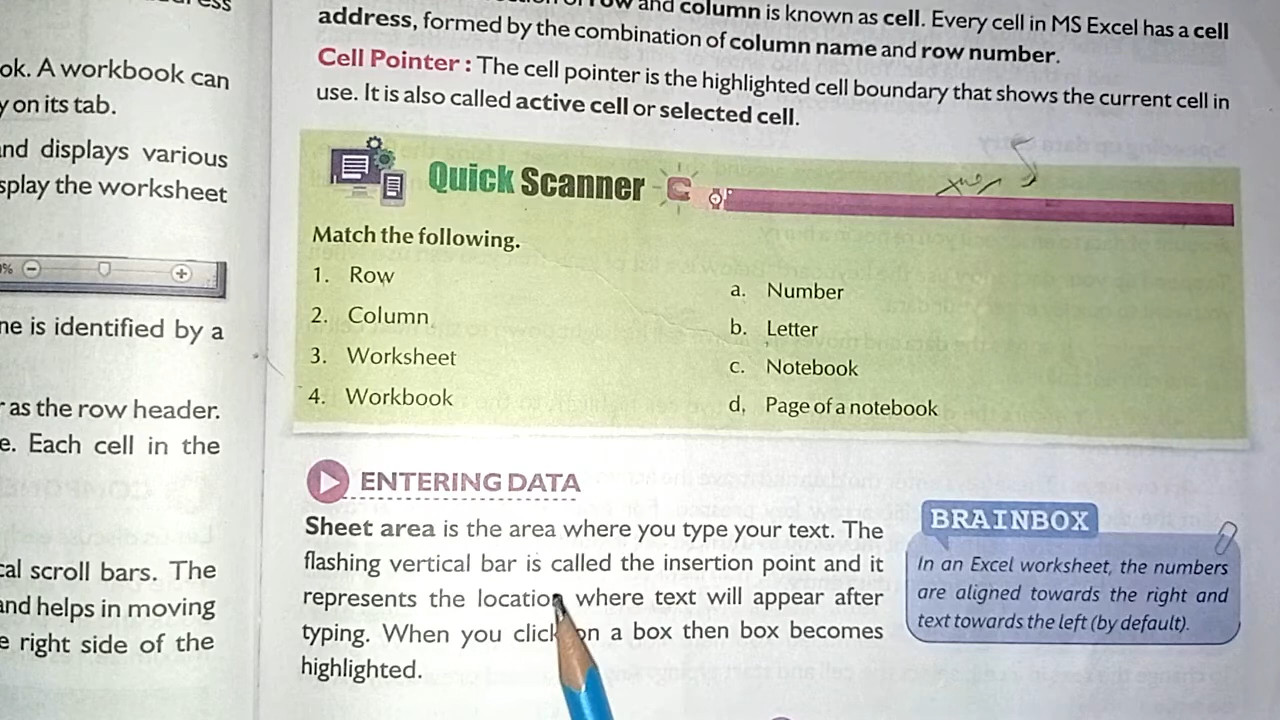 ok. A workbook can
y on its tab.
and displays various
splay the worksheet
0%
ne is identified by a
r as the row header.
e. Each cell in the
cal scroll bars. The
and helps in moving
e right side of the
row and column is known as cell. Every cell in MS Excel has a cell
address, formed by the combination of column name and row number.
Cell Pointer : The cell pointer is the highlighted cell boundary that shows the current cell in
use. It is also called active cell or selected cell.
Quick Scanner
Match the following.
1. Row
a. Number
2. Column
b. Letter
3. Worksheet
c. Notebook
4. Workbook
d. Page of a notebook
ENTERING DATA
Sheet area is the area where you type your text. The
flashing vertical bar is called the insertion point and it
represents the location where text will appear after
typing. When you click on a box then box becomes
highlighted.
BRAINBOX
In an Excel worksheet, the numbers
are aligned towards the right and
text towards the left (by default).